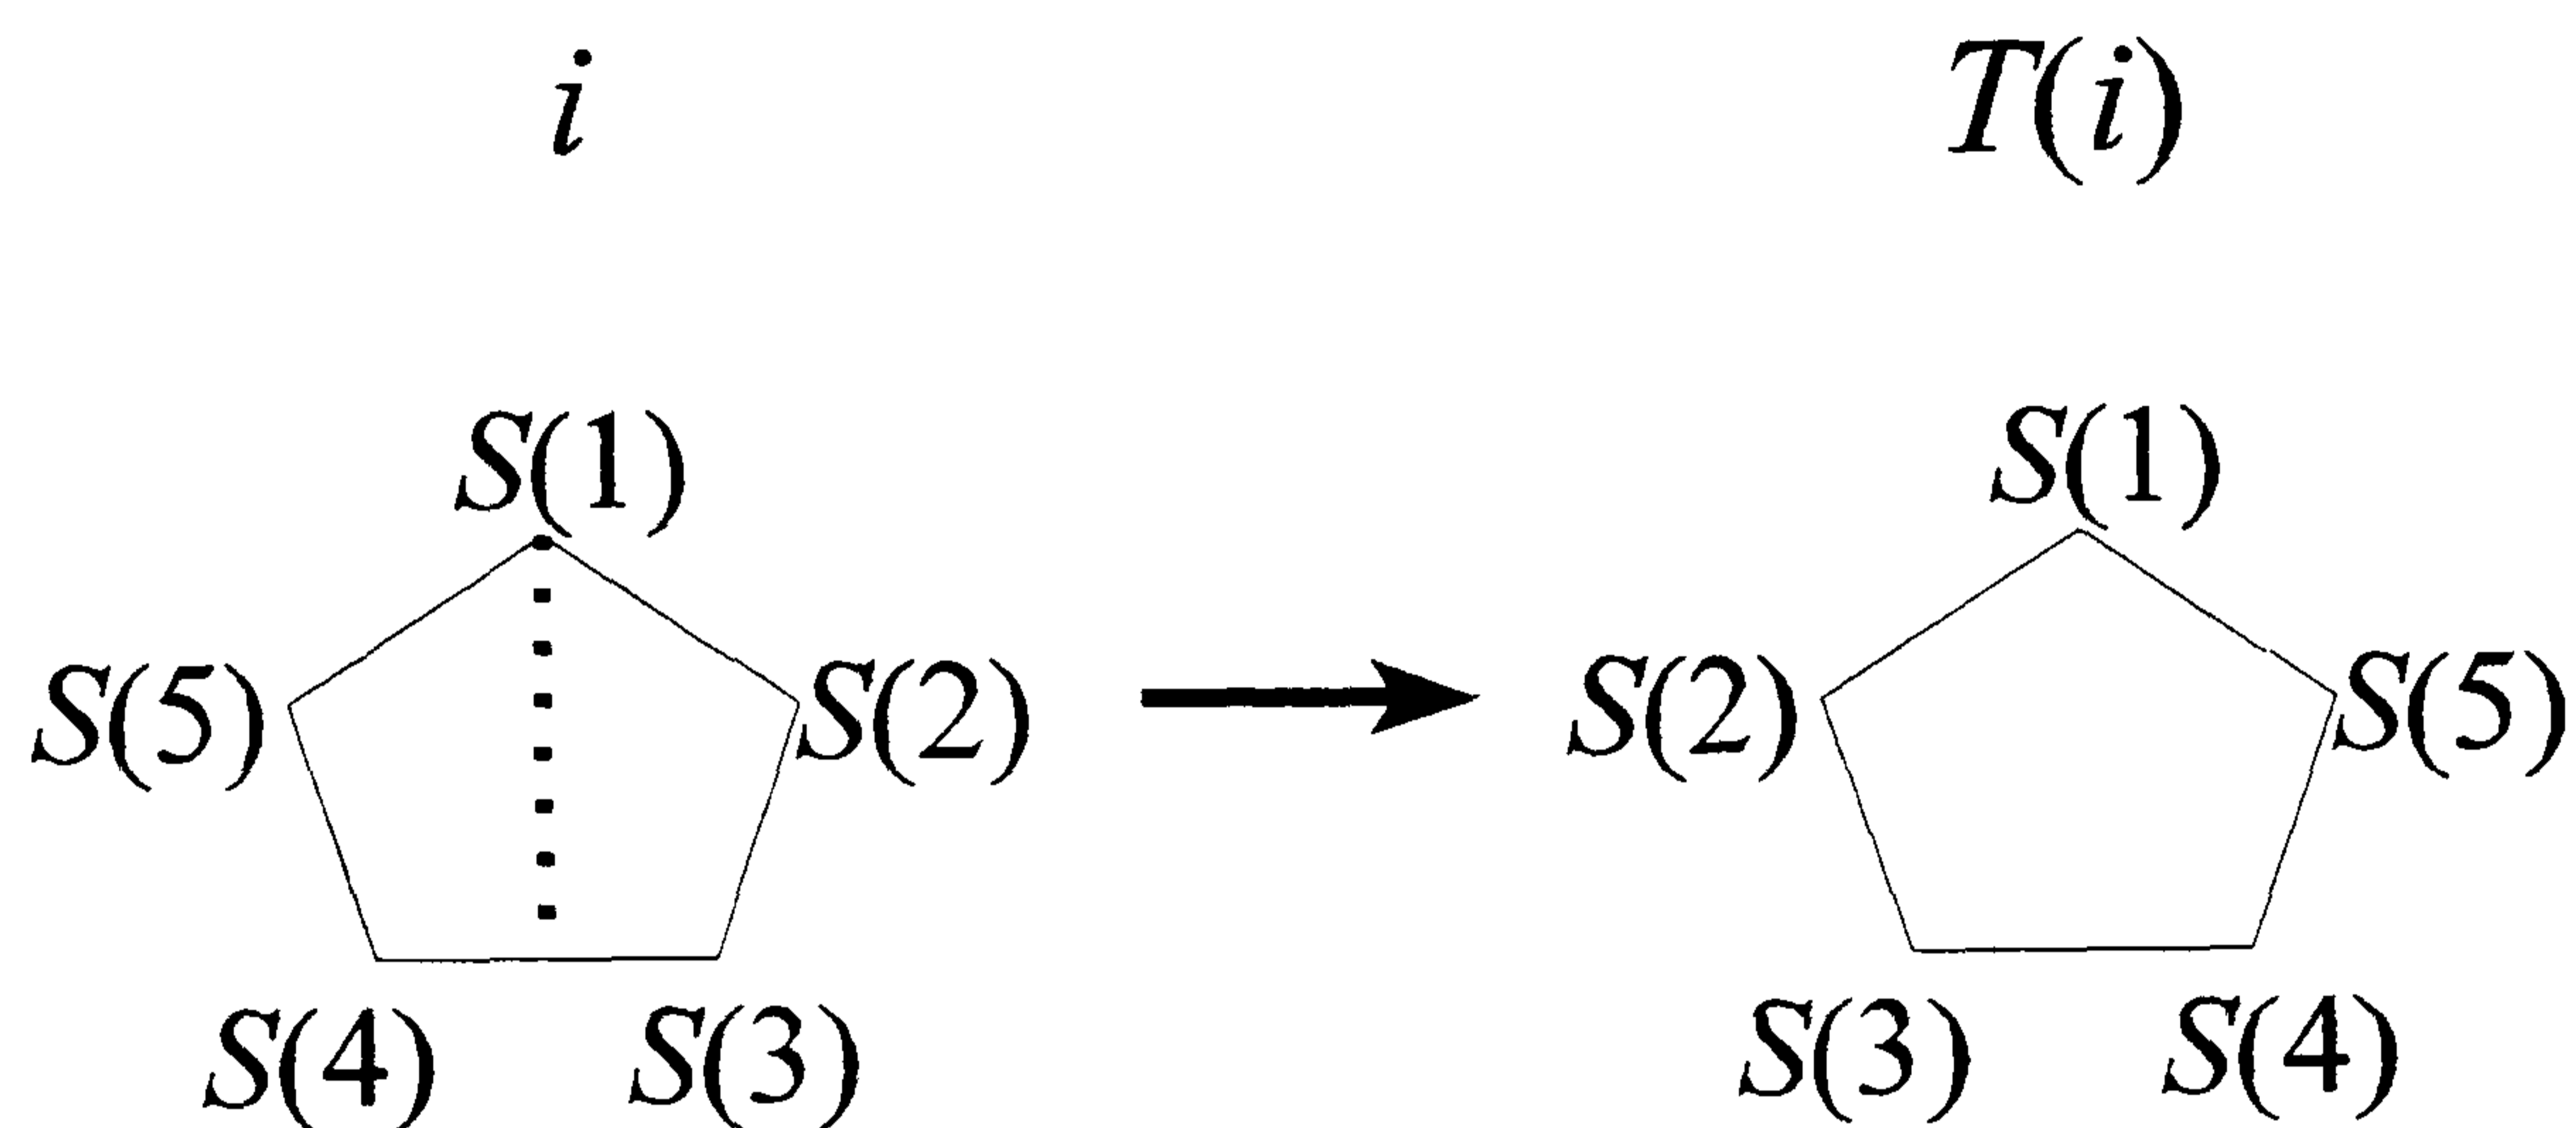 i T(i)
S(1) S(1)
S(5) S(2) S(2) S(5)
S(4) S(3) S(3) S(4)